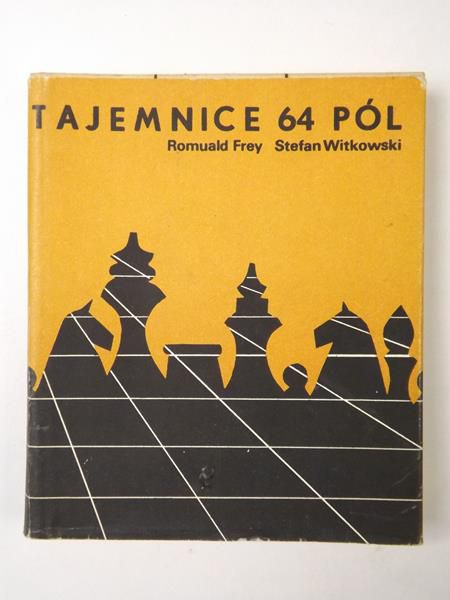 TAJEMNICE 64 PÓL
Romuald Frey Stefan Witkowski